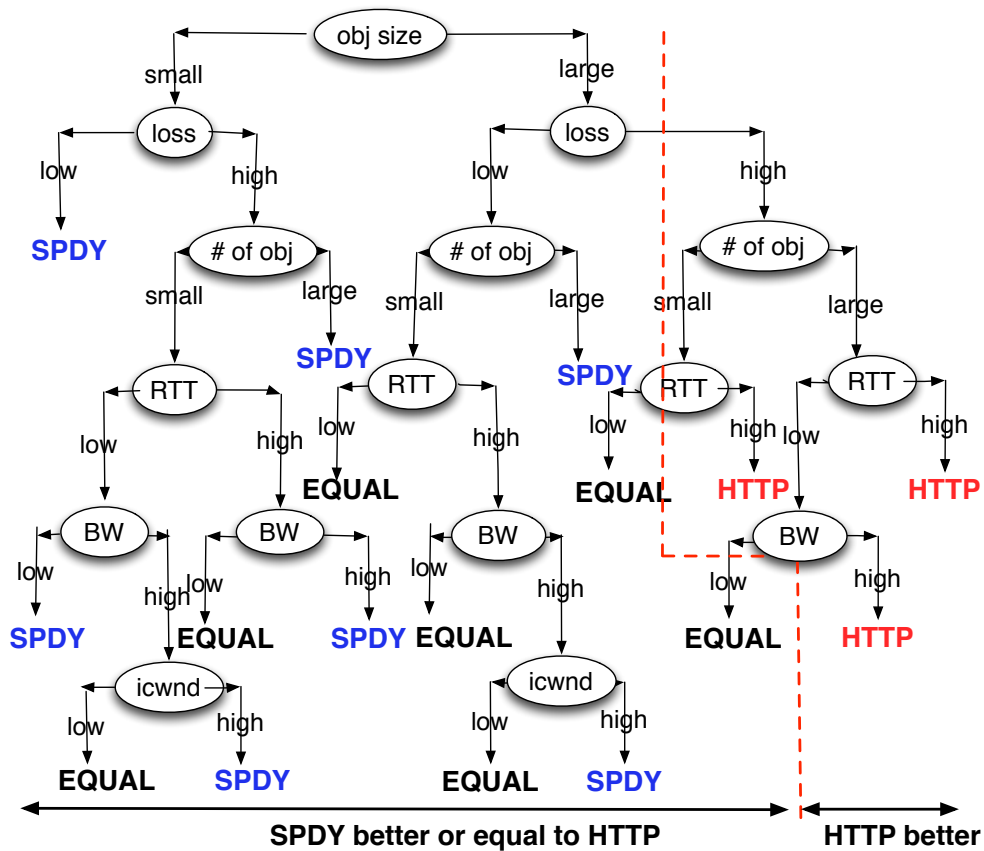 obj size
small
large
loss
loss
low
high
low
high
# of obj
# of obj
# of obj
SPDY
small
large
small
large
small
large
SPDY
SPDY
RTT
RTT
RTT
RTT
low
high
low
high
low
high
low
high
EQUAL
EQUAL
HTTP
HTTP
BW
BW
BW
BW
low
high
low
high
low
high
low
high
SPDY
EQUAL
SPDY
EQUAL
EQUAL
HTTP
icwnd
icwnd
low
high
low
high
EQUAL
SPDY
EQUAL
SPDY
SPDY better or equal to HTTP
HTTP better